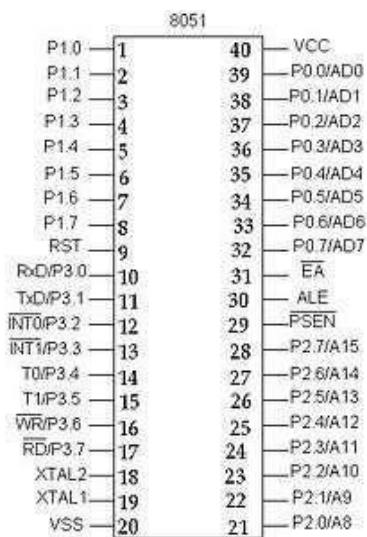 8051
P1.0 1 40 VCC
P1.1 2 39 P0.0/AD0
P1.2 3 38 P0.1/AD1
P1.3 4 37 P0.2/AD2
P1.4 5 36 P0.3/AD3
P1.5 6 35 P0.4/AD4
P1.6 7 34 P0.5/AD5
P1.7 8 33 P0.6/AD6
RST 9 32 P0.7/AD7
RxD/P3.0 10 31 E̅A̅
TxD/P3.1 11 30 ALE
I̅N̅T̅0̅/P3.2 12 29 P̅S̅E̅N̅
I̅N̅T̅1̅/P3.3 13 28 P2.7/A15
T0/P3.4 14 27 P2.6/A14
T1/P3.5 15 26 P2.5/A13
W̅R̅/P3.6 16 25 P2.4/A12
R̅D̅/P3.7 17 24 P2.3/A11
XTAL2 18 23 P2.2/A10
XTAL1 19 22 P2.1/A9
VSS 20 21 P2.0/A8